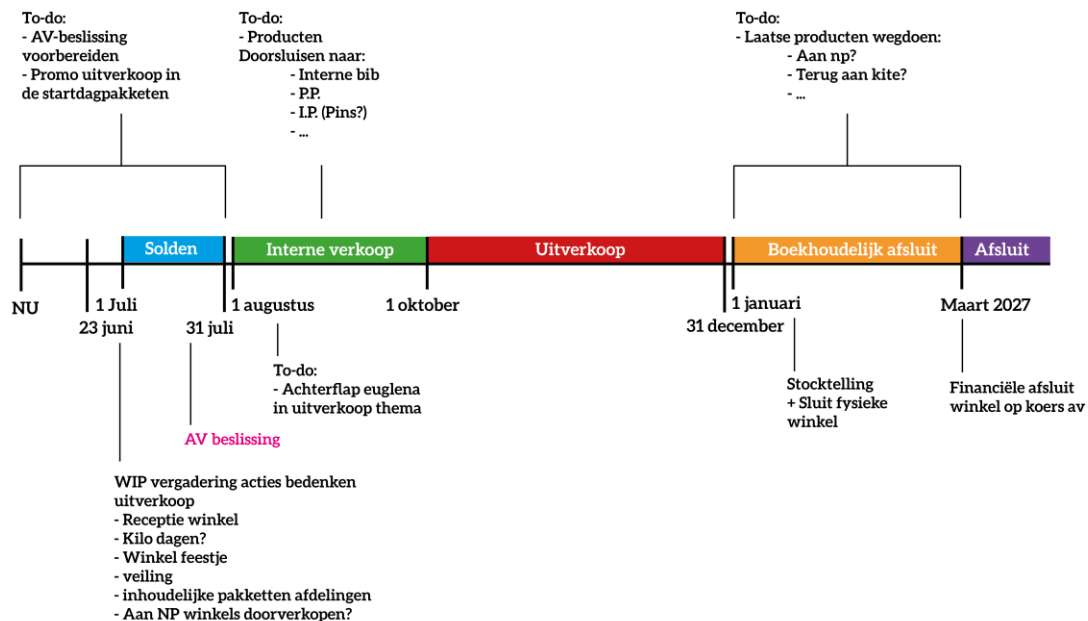 To-do:
- AV-beslissing
voorbereiden
- Promo uitverkoop in
de startdagpakketen
To-do:
- Producten
Doorsluisen naar:
- Interne bib
- P.P.
- I.P. (Pins?)
- ...
To-do:
- Laatse producten wegdoen:
- Aan np?
- Terug aan kite?
- ...
Solden
Interne verkoop
Uitverkoop
Boekhoudelijk afsluit
Afsluit
NU
1 Juli
23 juni
31 juli
1 augustus
1 oktober
31 december
1 januari
Maart 2027
To-do:
- Achterflap euglena
in uitverkoop thema
AV beslissing
Stocktelling
+ Sluit fysieke
winkel
Financiële afsluit
winkel op koers av
WIP vergadering acties bedenken
uitverkoop
- Receptie winkel
- Kilo dagen?
- Winkel feestje
- veiling
- inhoudelijke pakketten afdelingen
- Aan NP winkels doorverkopen?